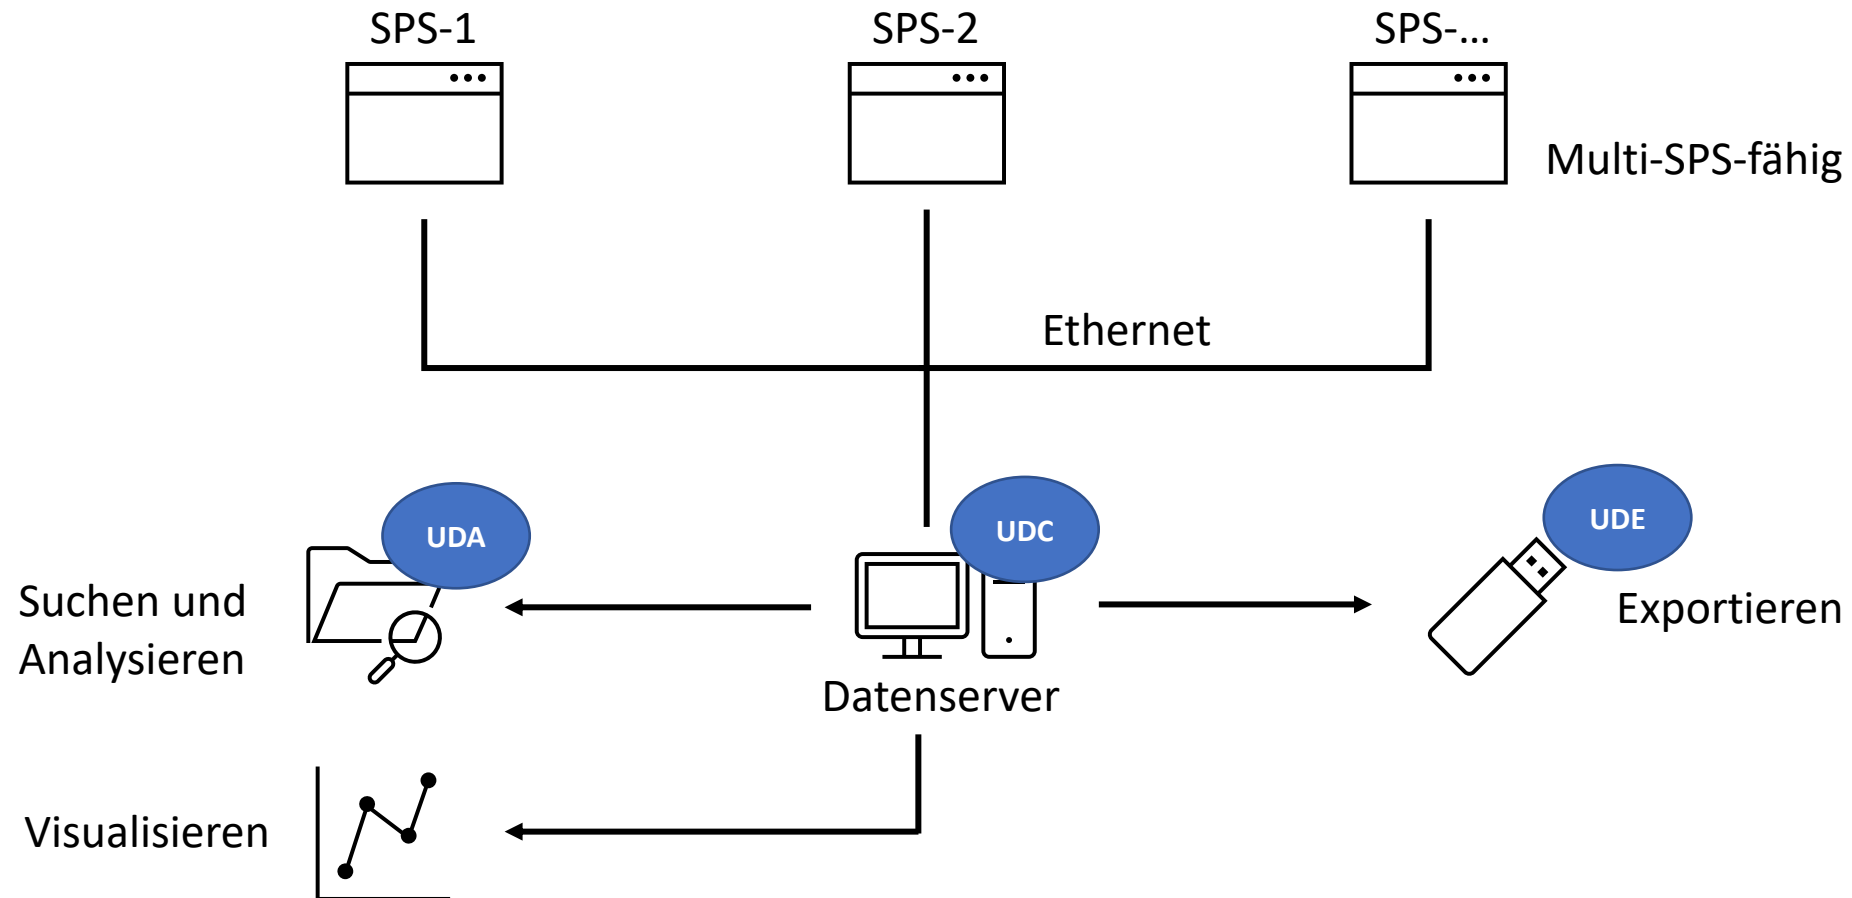 SPS-1
SPS-2
SPS-...
Multi-SPS-fähig
Ethernet
UDA
UDC
UDE
Suchen und
Analysieren
Exportieren
Datenserver
Visualisieren